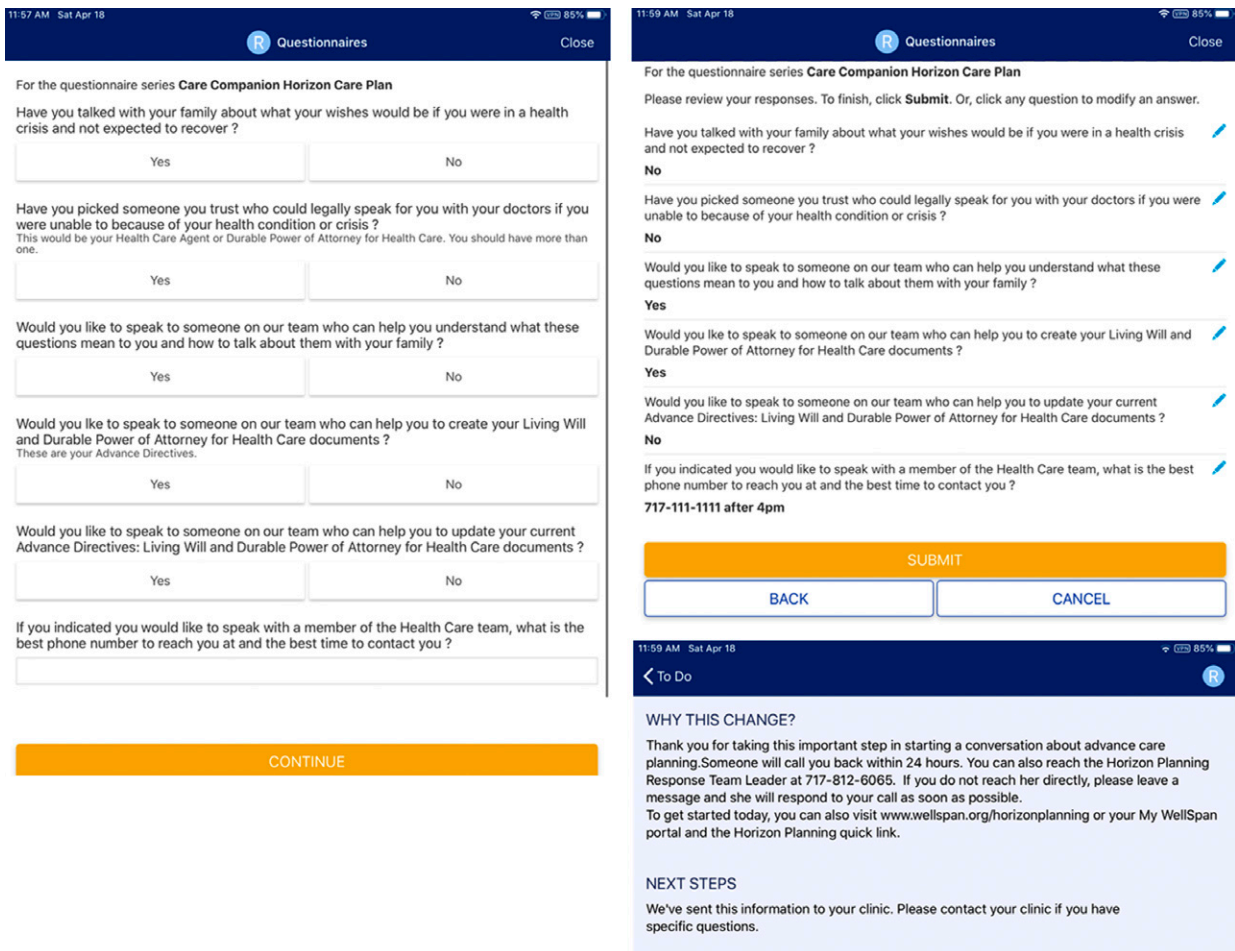 11:57 AM Sat Apr 18
VPN 85%
R Questionnaires
Close
For the questionnaire series Care Companion Horizon Care Plan
Have you talked with your family about what your wishes would be if you were in a health
crisis and not expected to recover ?
Yes
No
Have you picked someone you trust who could legally speak for you with your doctors if you
were unable to because of your health condition or crisis ?
This would be your Health Care Agent or Durable Power of Attorney for Health Care. You should have more than
one.
Yes
No
Would you like to speak to someone on our team who can help you understand what these
questions mean to you and how to talk about them with your family ?
Yes
No
Would you lke to speak to someone on our team who can help you to create your Living Will
and Durable Power of Attorney for Health Care documents ?
These are your Advance Directives.
Yes
No
Would you like to speak to someone on our team who can help you to update your current
Advance Directives: Living Will and Durable Power of Attorney for Health Care documents ?
Yes
No
If you indicated you would like to speak with a member of the Health Care team, what is the
best phone number to reach you at and the best time to contact you ?
CONTINUE
11:59 AM Sat Apr 18
VPN 85%
R Questionnaires
Close
For the questionnaire series Care Companion Horizon Care Plan
Please review your responses. To finish, click Submit. Or, click any question to modify an answer.
Have you talked with your family about what your wishes would be if you were in a health crisis
and not expected to recover ?
No
Have you picked someone you trust who could legally speak for you with your doctors if you were
unable to because of your health condition or crisis ?
No
Would you like to speak to someone on our team who can help you understand what these
questions mean to you and how to talk about them with your family ?
Yes
Would you lke to speak to someone on our team who can help you to create your Living Will and
Durable Power of Attorney for Health Care documents ?
Yes
Would you like to speak to someone on our team who can help you to update your current
Advance Directives: Living Will and Durable Power of Attorney for Health Care documents ?
No
If you indicated you would like to speak with a member of the Health Care team, what is the best
phone number to reach you at and the best time to contact you ?
717-111-1111 after 4pm
SUBMIT
BACK
CANCEL
11:59 AM Sat Apr 18
VPN 85%
To Do
R
WHY THIS CHANGE?
Thank you for taking this important step in starting a conversation about advance care
planning.Someone will call you back within 24 hours. You can also reach the Horizon Planning
Response Team Leader at 717-812-6065. If you do not reach her directly, please leave a
message and she will respond to your call as soon as possible.
To get started today, you can also visit www.wellspan.org/horizonplanning or your My WellSpan
portal and the Horizon Planning quick link.
NEXT STEPS
We've sent this information to your clinic. Please contact your clinic if you have
specific questions.